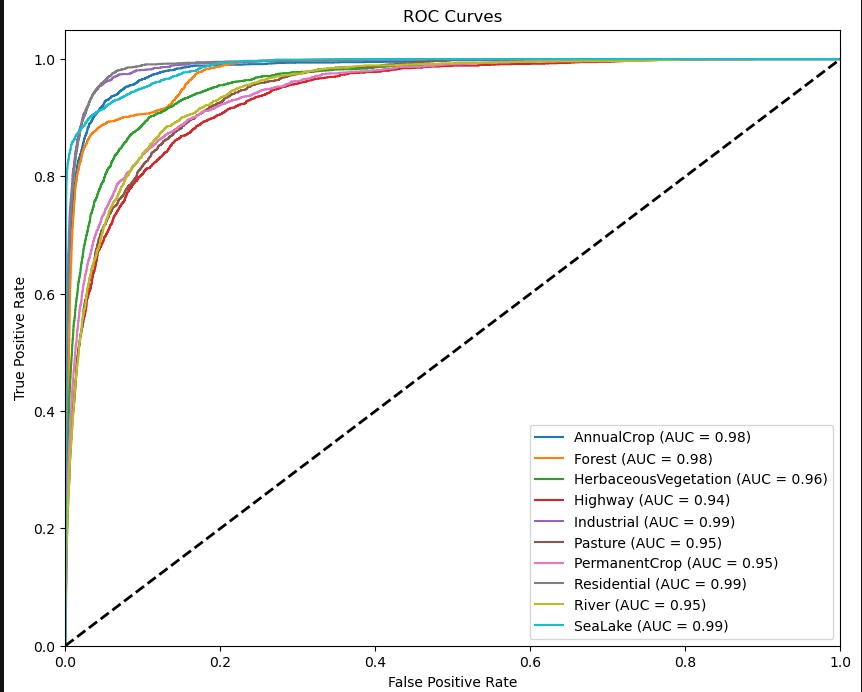 ROC Curves
True Positive Rate
1.0
0.8
0.6
0.4
0.2
0.0
AnnualCrop (AUC = 0.98)
Forest (AUC = 0.98)
HerbaceousVegetation (AUC = 0.96)
Highway (AUC = 0.94)
Industrial (AUC = 0.99)
Pasture (AUC = 0.95)
PermanentCrop (AUC = 0.95)
Residential (AUC = 0.99)
River (AUC = 0.95)
SeaLake (AUC = 0.99)
0.0 0.2 0.4 0.6 0.8 1.0
False Positive Rate